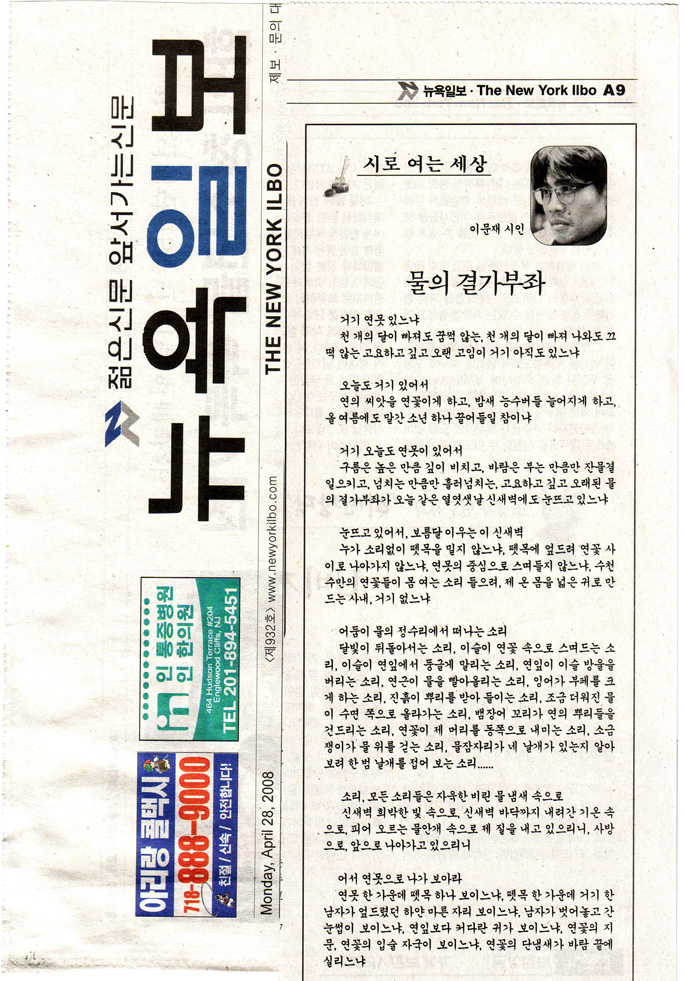 젊은신문 앞서가는신문
뉴욕일보
THE NEW YORK ILBO
제보 · 문의 대
<제932호> www.newyorkilbo.com
Monday, April 28, 2008
인 통증병원
인 한의원
464 Hudson Terrace #204
Englewood Cliffs, NJ
TEL 201-894-5451
아리랑 콜택시
718-888-9000
친절 / 신속 / 안전합니다!
뉴욕일보 · The New York Ilbo A9
시로 여는 세상
이문재 시인
물의 결가부좌
거기 연못 있느냐
천 개의 달이 빠져도 꿈쩍 않는, 천 개의 달이 빠져 나와도 끄
떡 않는 고요하고 깊고 오랜 고임이 거기 아직도 있느냐
오늘도 거기 있어서
연의 씨앗을 연꽃이게 하고, 밤새 능수버들 늘어지게 하고,
올 여름에도 말간 소년 하나 끌어들일 참이냐
거기 오늘도 연못이 있어서
구름은 높은 만큼 깊이 비치고, 바람은 부는 만큼만 잔물결
일으키고, 넘치는 만큼만 흘러넘치는, 고요하고 깊고 오래된 물
의 결가부좌가 오늘 같은 열엿샛날 신새벽에도 눈뜨고 있느냐
눈뜨고 있어서, 보름달 이우는 이 신새벽
누가 소리없이 뗏목을 밀지 않느냐, 뗏목에 엎드려 연꽃 사
이로 나아가지 않느냐, 연못의 중심으로 스며들지 않느냐, 수천
수만의 연꽃들이 몸 여는 소리 들으려, 제 온 몸을 넓은 귀로 만
드는 사내, 거기 없느냐
어둠이 물의 정수리에서 떠나는 소리
달빛이 뒤돌아서는 소리, 이슬이 연꽃 속으로 스며드는 소
리, 이슬이 연잎에서 둥글게 말리는 소리, 연잎이 이슬 방울을
버리는 소리, 연근이 물을 빨아올리는 소리, 잉어가 부레를 크
게 하는 소리, 진흙이 뿌리를 받아 들이는 소리, 조금 더워진 물
이 수면 쪽으로 올라가는 소리, 뱀장어 꼬리가 연의 뿌리들을
건드리는 소리, 연꽃이 제 머리를 동쪽으로 내미는 소리, 소금
쟁이가 물 위를 걷는 소리, 물잠자리가 네 날개가 있는지 알아
보려 한 범 날개를 접어 보는 소리......
소리, 모든 소리들은 자욱한 비린 물 냄새 속으로
신새벽 희박한 빛 속으로, 신새벽 바닥까지 내려간 기온 속
으로, 피어 오르는 물안개 속으로 제 길을 내고 있으리니, 사방
으로, 앞으로 나아가고 있으리니
어서 연못으로 나가 보아라
연못 한 가운데 뗏목 하나 보이느냐, 뗏목 한 가운데 거기 한
남자가 엎드렸던 하얀 마른 자리 보이느냐, 남자가 벗어놓고 간
눈썹이 보이느냐, 연잎보다 커다란 귀가 보이느냐, 연꽃의 지
문, 연꽃의 입술 자국이 보이느냐, 연꽃의 단냄새가 바람 끝에
실리느냐